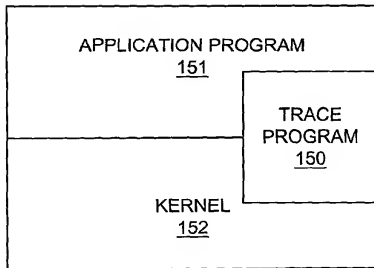 APPLICATION PROGRAM
151
TRACE
PROGRAM
150
KERNEL
152